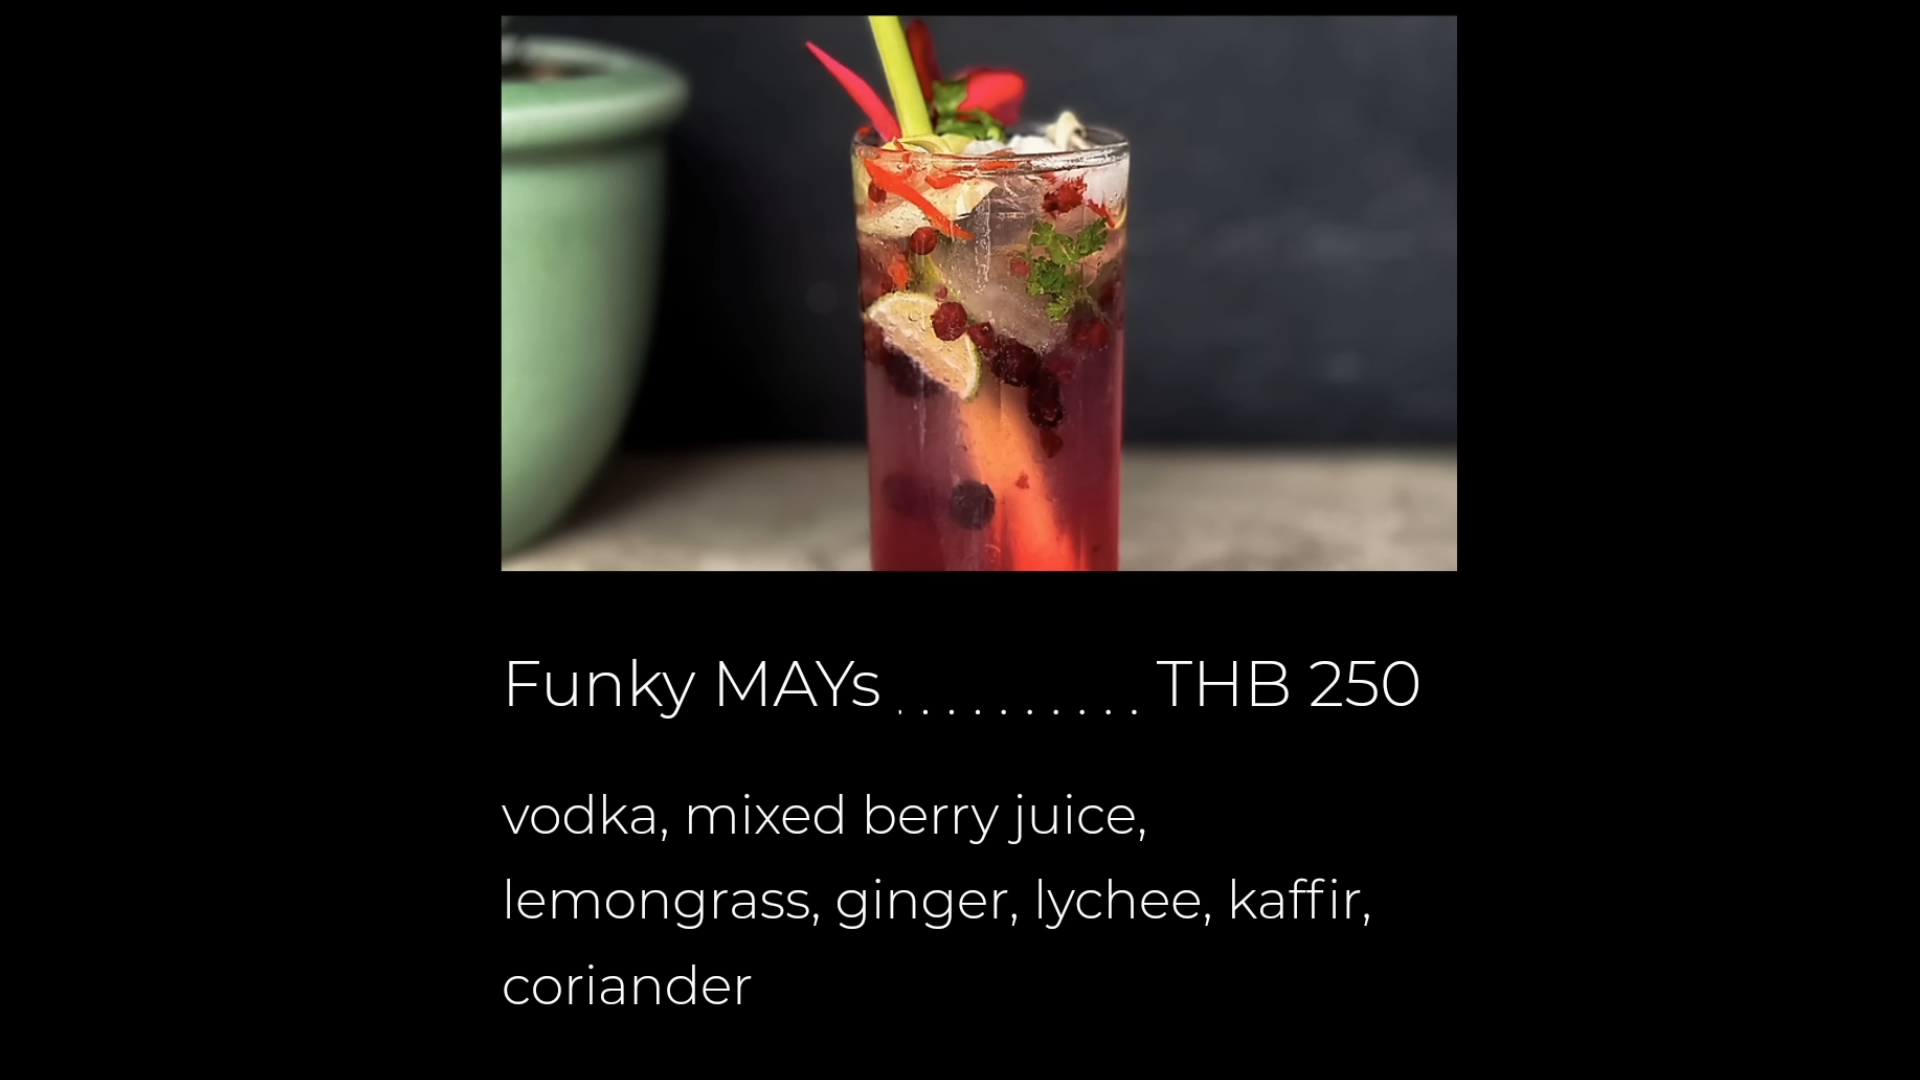 Funky MAYs . . . . . . . . . . THB 250
vodka, mixed berry juice,
lemongrass, ginger, lychee, kaffir,
coriander